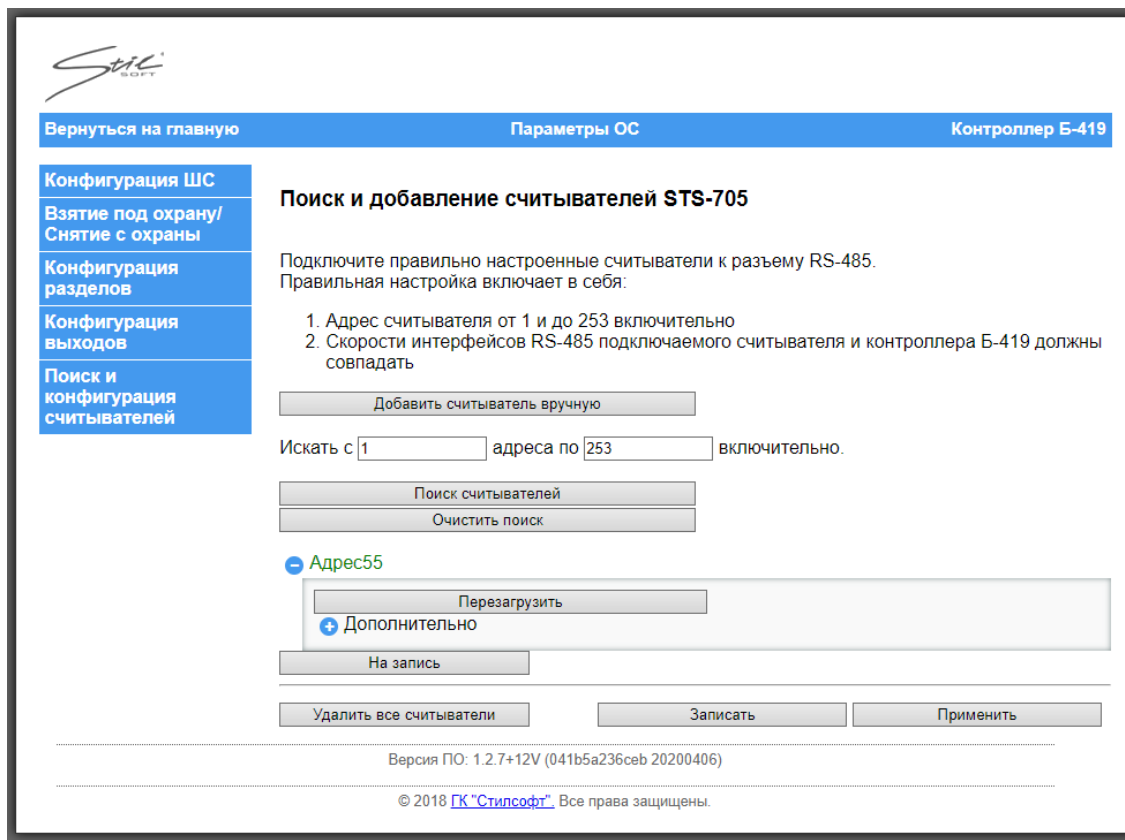 Stil
SOFT
Вернуться на главную Параметры ОС Контроллер Б-419
Конфигурация ШС
Взятие под охрану/
Снятие с охраны
Конфигурация
разделов
Конфигурация
выходов
Поиск и
конфигурация
считывателей
Поиск и добавление считывателей STS-705
Подключите правильно настроенные считыватели к разъему RS-485.
Правильная настройка включает в себя:
1. Адрес считывателя от 1 и до 253 включительно
2. Скорости интерфейсов RS-485 подключаемого считывателя и контроллера Б-419 должны
совпадать
Добавить считыватель вручную
Искать с 1 адреса по 253 включительно.
Поиск считывателей
Очистить поиск
Адрес55
Перезагрузить
Дополнительно
На запись
Удалить все считыватели Записать Применить
Версия ПО: 1.2.7+12V (041b5a236ceb 20200406)
© 2018 ГК "Стилсофт". Все права защищены.